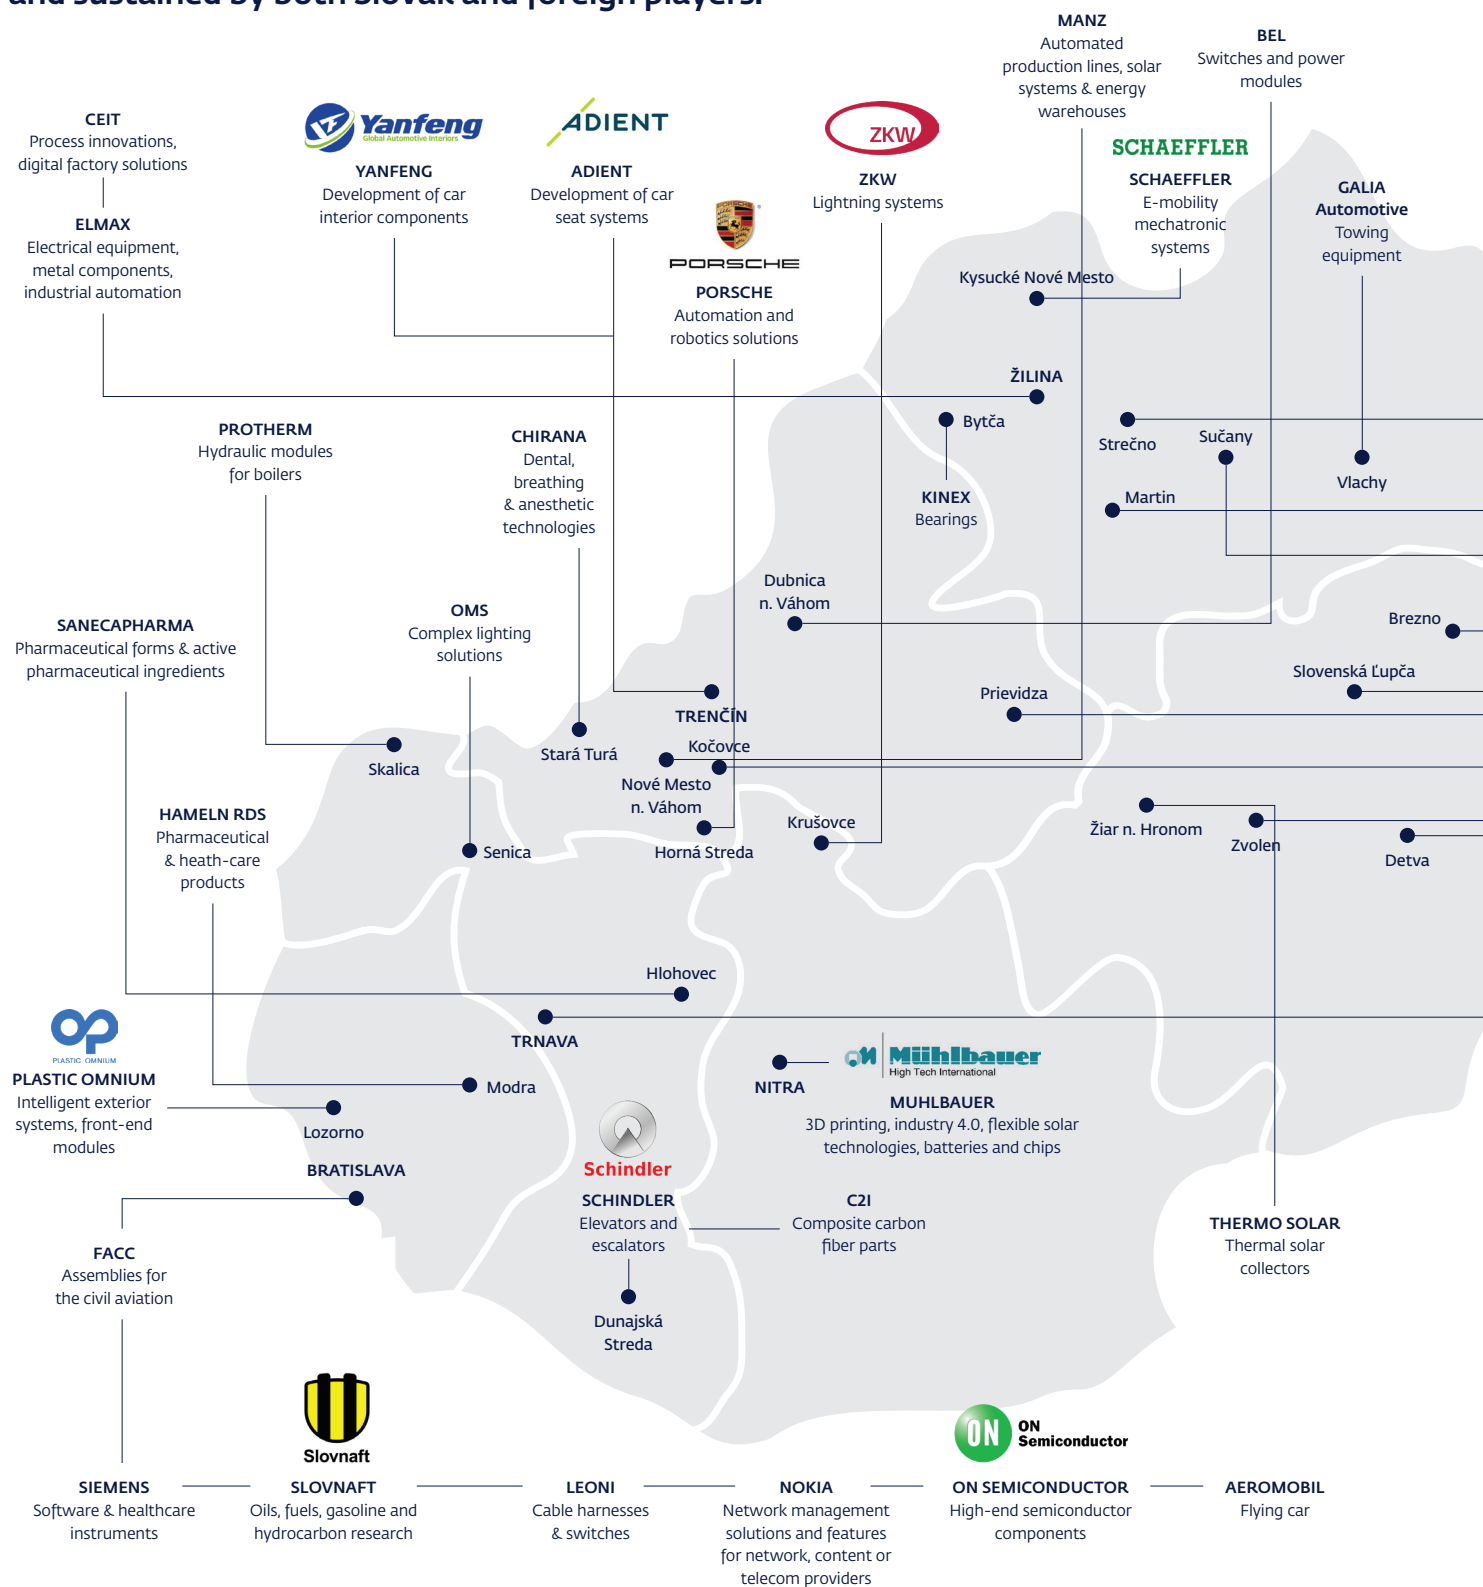 and sustained by both Slovak and foreign players.
MANZ
Automated
production lines, solar
systems & energy
warehouses
BEL
Switches and power
modules
CEIT
Process innovations,
digital factory solutions
ELMAX
Electrical equipment,
metal components,
industrial automation
Yanfeng
Global Automotive Interiors
YANFENG
Development of car
interior components
ADIENT
ADIENT
Development of car
seat systems
PORSCHE
PORSCHE
PORSCHE
Automation and
robotics solutions
ZKW
ZKW
Lightning systems
SCHAEFFLER
SCHAEFFLER
E-mobility
mechatronic
systems
GALIA
Automotive
Towing
equipment
Kysucké Nové Mesto
ŽILINA
Bytča
KINEX
Bearings
Strečno
Sučany
Vlachy
Martin
PROTHERM
Hydraulic modules
for boilers
CHIRANA
Dental,
breathing
& anesthetic
technologies
OMS
Complex lighting
solutions
SANECAPHARMA
Pharmaceutical forms & active
pharmaceutical ingredients
Dubnica
n. Váhom
Brezno
Slovenská Ľupča
Prievidza
TRENČÍN
Kočovce
Stará Turá
Skalica
Nové Mesto
n. Váhom
Horná Streda
Krušovce
Žiar n. Hronom
Zvolen
Detva
HAMELN RDS
Pharmaceutical
& heath-care
products
Senica
Hlohovec
TRNAVA
PLASTIC OMNIUM
PLASTIC OMNIUM
Intelligent exterior
systems, front-end
modules
Modra
Lozorno
NITRA
Mühlbauer
High Tech International
MUHLBAUER
3D printing, industry 4.0, flexible solar
technologies, batteries and chips
BRATISLAVA
Schindler
SCHINDLER
Elevators and
escalators
C2I
Composite carbon
fiber parts
Dunajská
Streda
THERMO SOLAR
Thermal solar
collectors
FACC
Assemblies for
the civil aviation
Slovnaft
ON
ON
Semiconductor
SIEMENS
Software & healthcare
instruments
SLOVNAFT
Oils, fuels, gasoline and
hydrocarbon research
LEONI
Cable harnesses
& switches
NOKIA
Network management
solutions and features
for network, content or
telecom providers
ON SEMICONDUCTOR
High-end semiconductor
components
AEROMOBIL
Flying car